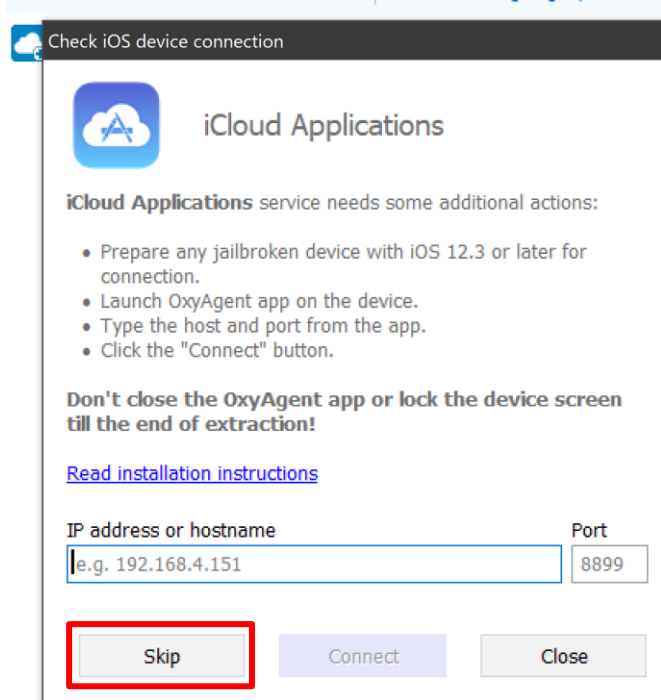 Check iOS device connection
iCloud Applications
iCloud Applications service needs some additional actions:
• Prepare any jailbroken device with iOS 12.3 or later for
connection.
• Launch OxyAgent app on the device.
• Type the host and port from the app.
• Click the "Connect" button.
Don't close the OxyAgent app or lock the device screen
till the end of extraction!
Read installation instructions
IP address or hostname
Port
e.g. 192.168.4.151
8899
Skip
Connect
Close